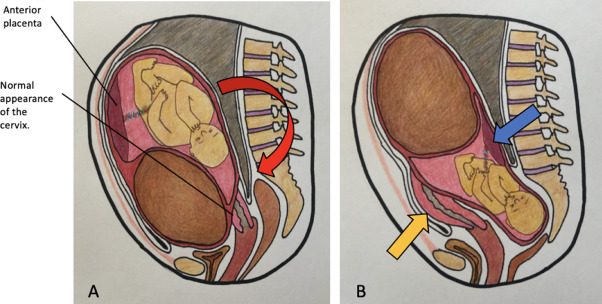 Anterior
placenta
Normal
appearance
of the
cervix.
A
B